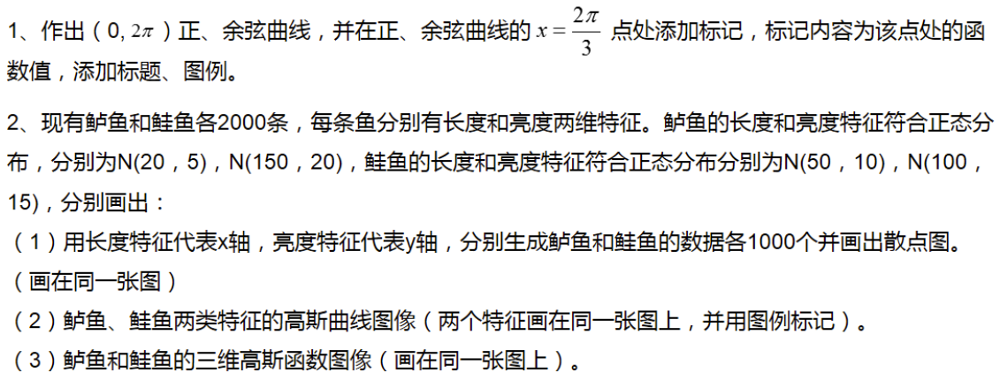 1、作出（0, 2π）正、余弦曲线，并在正、余弦曲线的 x = 2π/3 点处添加标记，标记内容为该点处的函
数值，添加标题、图例。
2、现有鲈鱼和鲑鱼各2000条，每条鱼分别有长度和亮度两维特征。鲈鱼的长度和亮度特征符合正态分
布，分别为N(20，5)，N(150，20)，鲑鱼的长度和亮度特征符合正态分布分别为N(50，10)，N(100，
15)，分别画出：
（1）用长度特征代表x轴，亮度特征代表y轴，分别生成鲈鱼和鲑鱼的数据各1000个并画出散点图。
（画在同一张图）
（2）鲈鱼、鲑鱼两类特征的高斯曲线图像（两个特征画在同一张图上，并用图例标记）。
（3）鲈鱼和鲑鱼的三维高斯函数图像（画在同一张图上）。